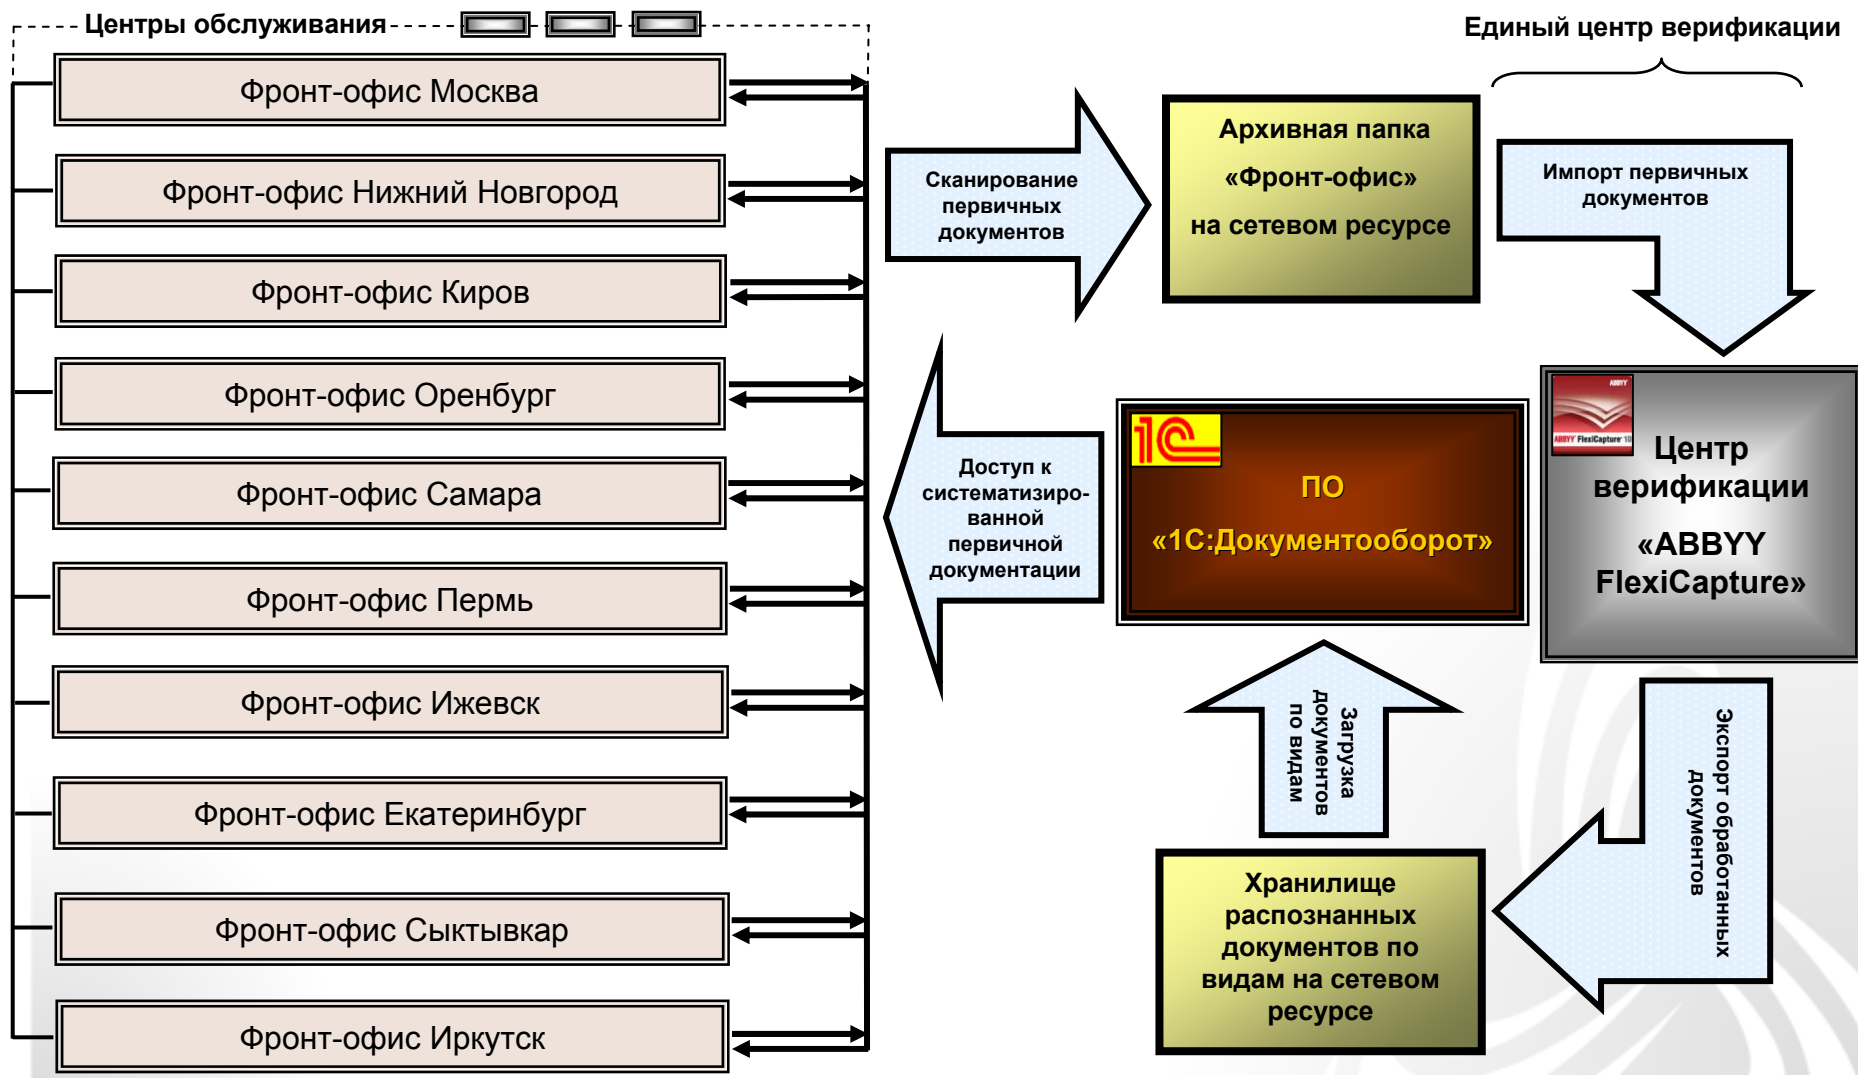 Центры обслуживания
Фронт-офис Москва
Фронт-офис Нижний Новгород
Фронт-офис Киров
Фронт-офис Оренбург
Фронт-офис Самара
Фронт-офис Пермь
Фронт-офис Ижевск
Фронт-офис Екатеринбург
Фронт-офис Сыктывкар
Фронт-офис Иркутск
Сканирование
первичных
документов
Архивная папка
«Фронт-офис»
на сетевом ресурсе
Единый центр верификации
Импорт первичных
документов
ABBYY
ABBYY FlexiCapture 10
Центр
верификации
«ABBYY
FlexiCapture»
Экспорт обработанных
документов
Хранилище
распознанных
документов по
видам на сетевом
ресурсе
Загрузка
документов
по видам
1С
ПО
«1С:Документооборот»
Доступ к
систематизиро-
ванной
первичной
документации